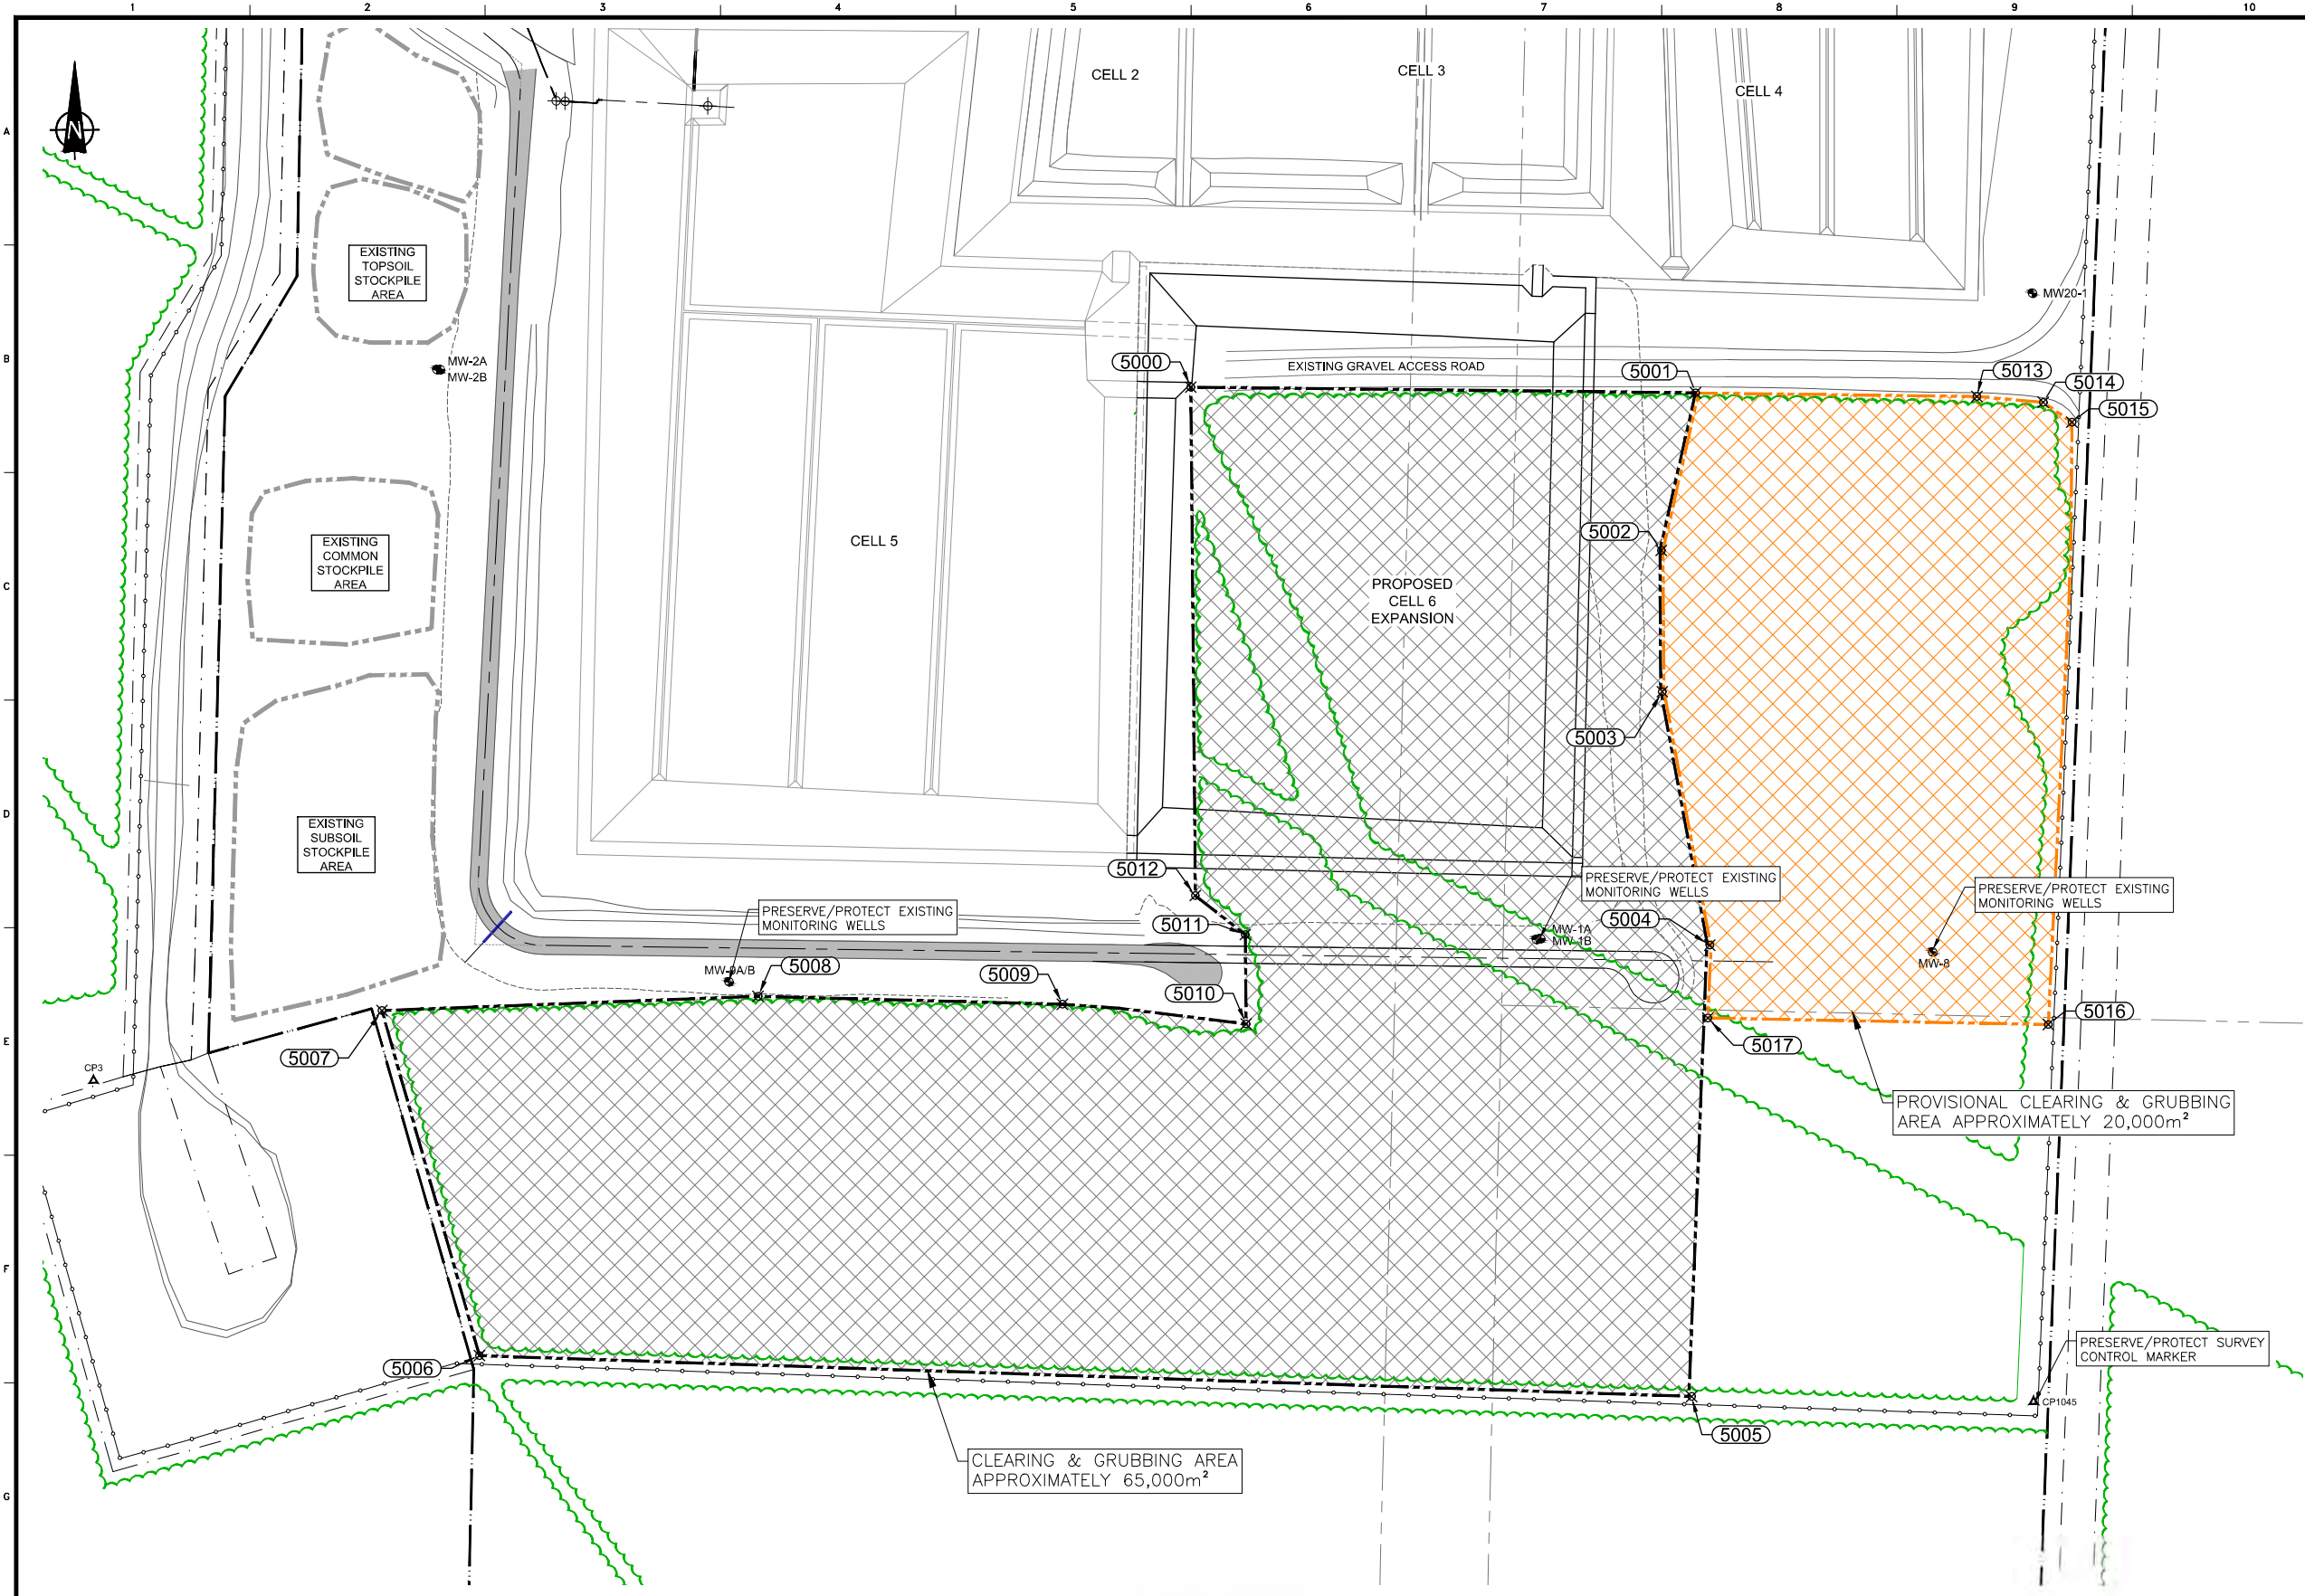 1 2 3 4 5 6 7 8 9 10
A
B
C
D
E
F
G
N
CELL 2
CELL 3
CELL 4
EXISTING
TOPSOIL
STOCKPILE
AREA
MW20-1
MW-2A
MW-2B
5000
EXISTING GRAVEL ACCESS ROAD
5001
5013
5014
5015
EXISTING
COMMON
STOCKPILE
AREA
CELL 5
5002
PROPOSED
CELL 6
EXPANSION
5003
EXISTING
SUBSOIL
STOCKPILE
AREA
5012
PRESERVE/PROTECT EXISTING
MONITORING WELLS
PRESERVE/PROTECT EXISTING
MONITORING WELLS
PRESERVE/PROTECT EXISTING
MONITORING WELLS
5011
5004
MW-1A
MW-1B
MW-9A/B
5008
5009
5010
MW-8
5007
5016
5017
CP3
PROVISIONAL CLEARING & GRUBBING
AREA APPROXIMATELY 20,000m²
5006
PRESERVE/PROTECT SURVEY
CONTROL MARKER
CP1045
5005
CLEARING & GRUBBING AREA
APPROXIMATELY 65,000m²